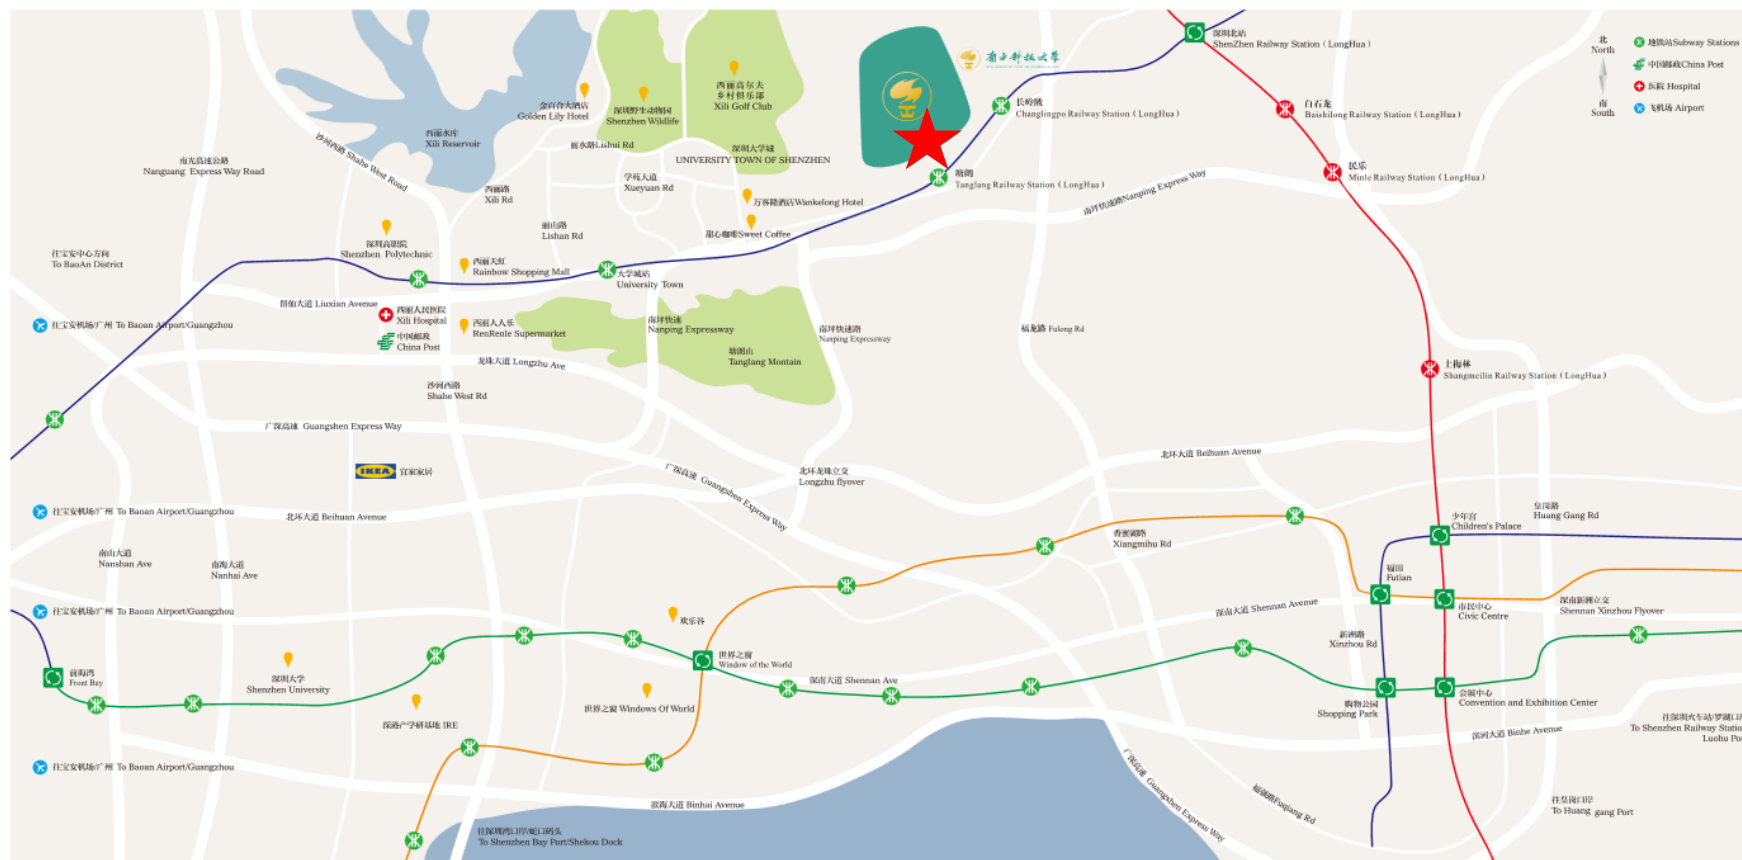 深圳北站
ShenZhen Railway Station ( LongHua )
北
North
南
South
地铁站Subway Stations
中国邮政China Post
医院 Hospital
飞机场 Airport
南方科技大学
西丽高尔夫
乡村俱乐部
Xili Golf Club
金百合大酒店
Golden Lily Hotel
深圳野生动物园
Shenzhen Wildlife
长岭陂
Changlingpo Railway Station ( LongHua )
白石龙
Baishilong Railway Station ( LongHua )
西丽水库
Xili Reservoir
沙河西路 Shahe West Road
丽水路Lishui Rd
深圳大学城
UNIVERSITY TOWN OF SHENZHEN
南光高速公路
Nanguang Express Way Road
学苑大道
Xueyuan Rd
塘朗
Tanglang Railway Station ( LongHua )
民乐
Minle Railway Station ( LongHua )
南坪快速路Nanping Express Way
西丽路
Xili Rd
万客隆酒店Wankelong Hotel
丽山路
Lishan Rd
甜心咖啡Sweet Coffee
深圳高职院
Shenzhen Polytechnic
往宝安中心方向
To BaoAn District
西丽天虹
Rainbow Shopping Mall
大学城站
University Town
留仙大道 Liuxian Avenue
西丽人民医院
Xili Hospital
往宝安机场/广州 To Baoan Airport/Guangzhou
西丽人人乐
RenRenle Supermarket
南坪快速
Nanping Expressway
南坪快速路
Nanping Expressway
福龙路 Fulong Rd
中国邮政
China Post
塘朗山
Tanglang Montain
龙珠大道 Longzhu Ave
上梅林
Shangmeilin Railway Station ( LongHua )
沙河西路
Shahe West Rd
广深高速 Guangshen Express Way
IKEA 宜家家居
广深高速 Guangshen Express Way
北环龙珠立交
Longzhu flyover
北环大道 Beihuan Avenue
往宝安机场/广州 To Baoan Airport/Guangzhou
北环大道 Beihuan Avenue
皇岗路
Huang Gang Rd
少年宫
Children's Palace
香蜜湖路
Xiangmihu Rd
南山大道
Nanshan Ave
南海大道
Nanhai Ave
福田
Futian
往宝安机场/广州 To Baoan Airport/Guangzhou
欢乐谷
深南大道 Shennan Avenue
市民中心
Civic Centre
深南新洲立交
Shennan Xinzhou Flyover
新洲路
Xinzhou Rd
世界之窗
Window of the World
前海湾
Front Bay
深圳大学
Shenzhen University
深南大道 Shennan Ave
世界之窗 Windows Of World
深港产学研基地 IRE
购物公园
Shopping Park
会展中心
Convention and Exhibition Center
往深圳火车站/罗湖口岸
To Shenzhen Railway Statio
Luohu Po
滨河大道 Binhe Avenue
往宝安机场/广州 To Baoan Airport/Guangzhou
广深高速 Guangshen Express Way
滨海大道 Binhai Avenue
福强路Fuqiang Rd
往皇岗口岸
To Huang gang Port
往深圳湾口岸/蛇口码头
To Shenzhen Bay Port/Shekou Dock